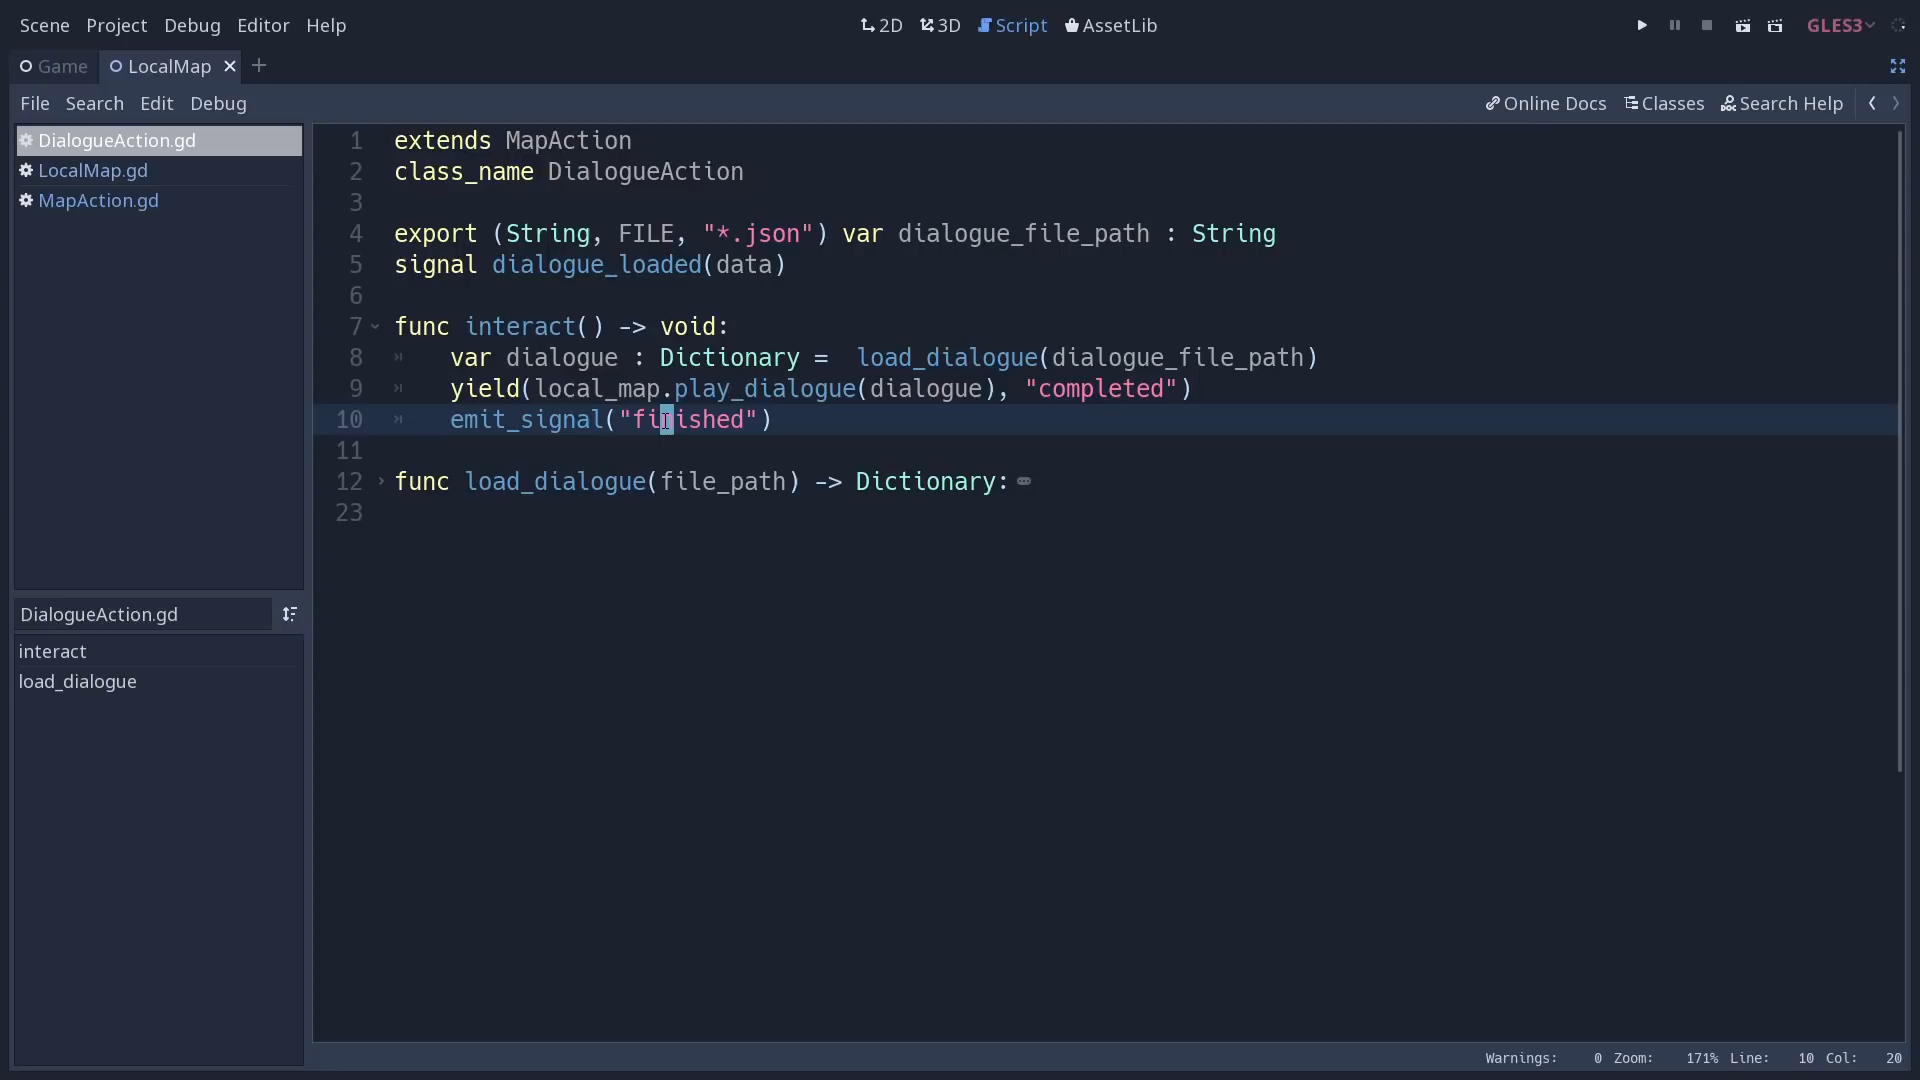 Scene Project Debug Editor Help 2D 3D Script AssetLib GLES3
Game LocalMap
File Search Edit Debug Online Docs Classes Search Help
DialogueAction.gd
LocalMap.gd
MapAction.gd
DialogueAction.gd
interact
load_dialogue
1 extends MapAction
2 class_name DialogueAction
3
4 export (String, FILE, "*.json") var dialogue_file_path : String
5 signal dialogue_loaded(data)
6
7 func interact() -> void:
8 var dialogue : Dictionary =  load_dialogue(dialogue_file_path)
9 yield(local_map.play_dialogue(dialogue), "completed")
10 emit_signal("finished")
11
12 func load_dialogue(file_path) -> Dictionary:
23
Warnings: 0 Zoom: 171% Line: 10 Col: 20